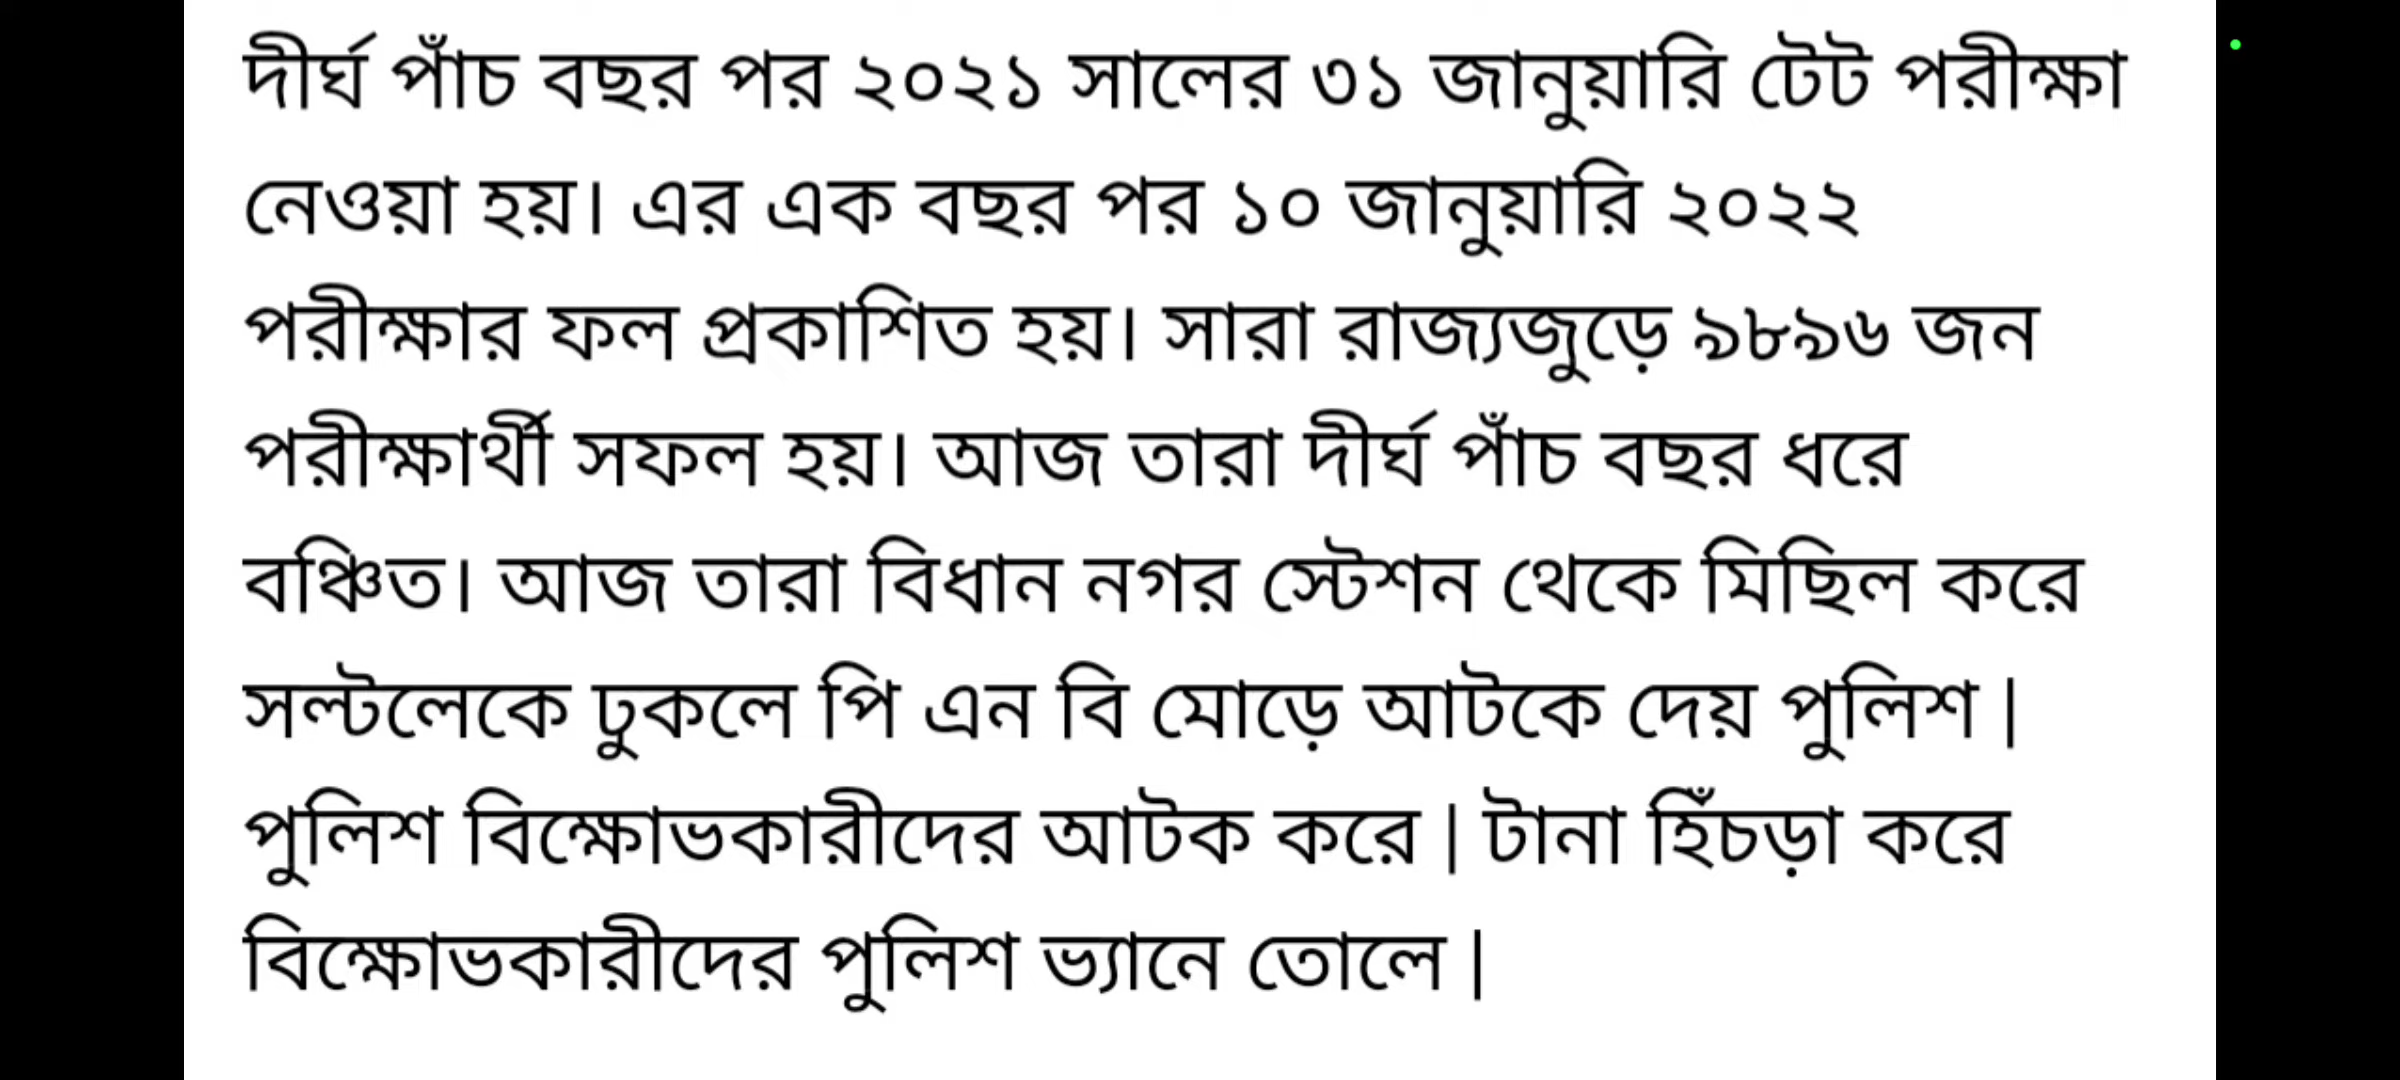 দীর্ঘ পাঁচ বছর পর ২০২১ সালের ৩১ জানুয়ারি টেট পরীক্ষা
নেওয়া হয়। এর এক বছর পর ১০ জানুয়ারি ২০২২
পরীক্ষার ফল প্রকাশিত হয়। সারা রাজ্যজুড়ে ৯৮৯৬ জন
পরীক্ষার্থী সফল হয়। আজ তারা দীর্ঘ পাঁচ বছর ধরে
বঞ্চিত। আজ তারা বিধান নগর স্টেশন থেকে মিছিল করে
সল্টলেকে ঢুকলে পি এন বি মোড়ে আটকে দেয় পুলিশ |
পুলিশ বিক্ষোভকারীদের আটক করে | টানা হিঁচড়া করে
বিক্ষোভকারীদের পুলিশ ভ্যানে তোলে |